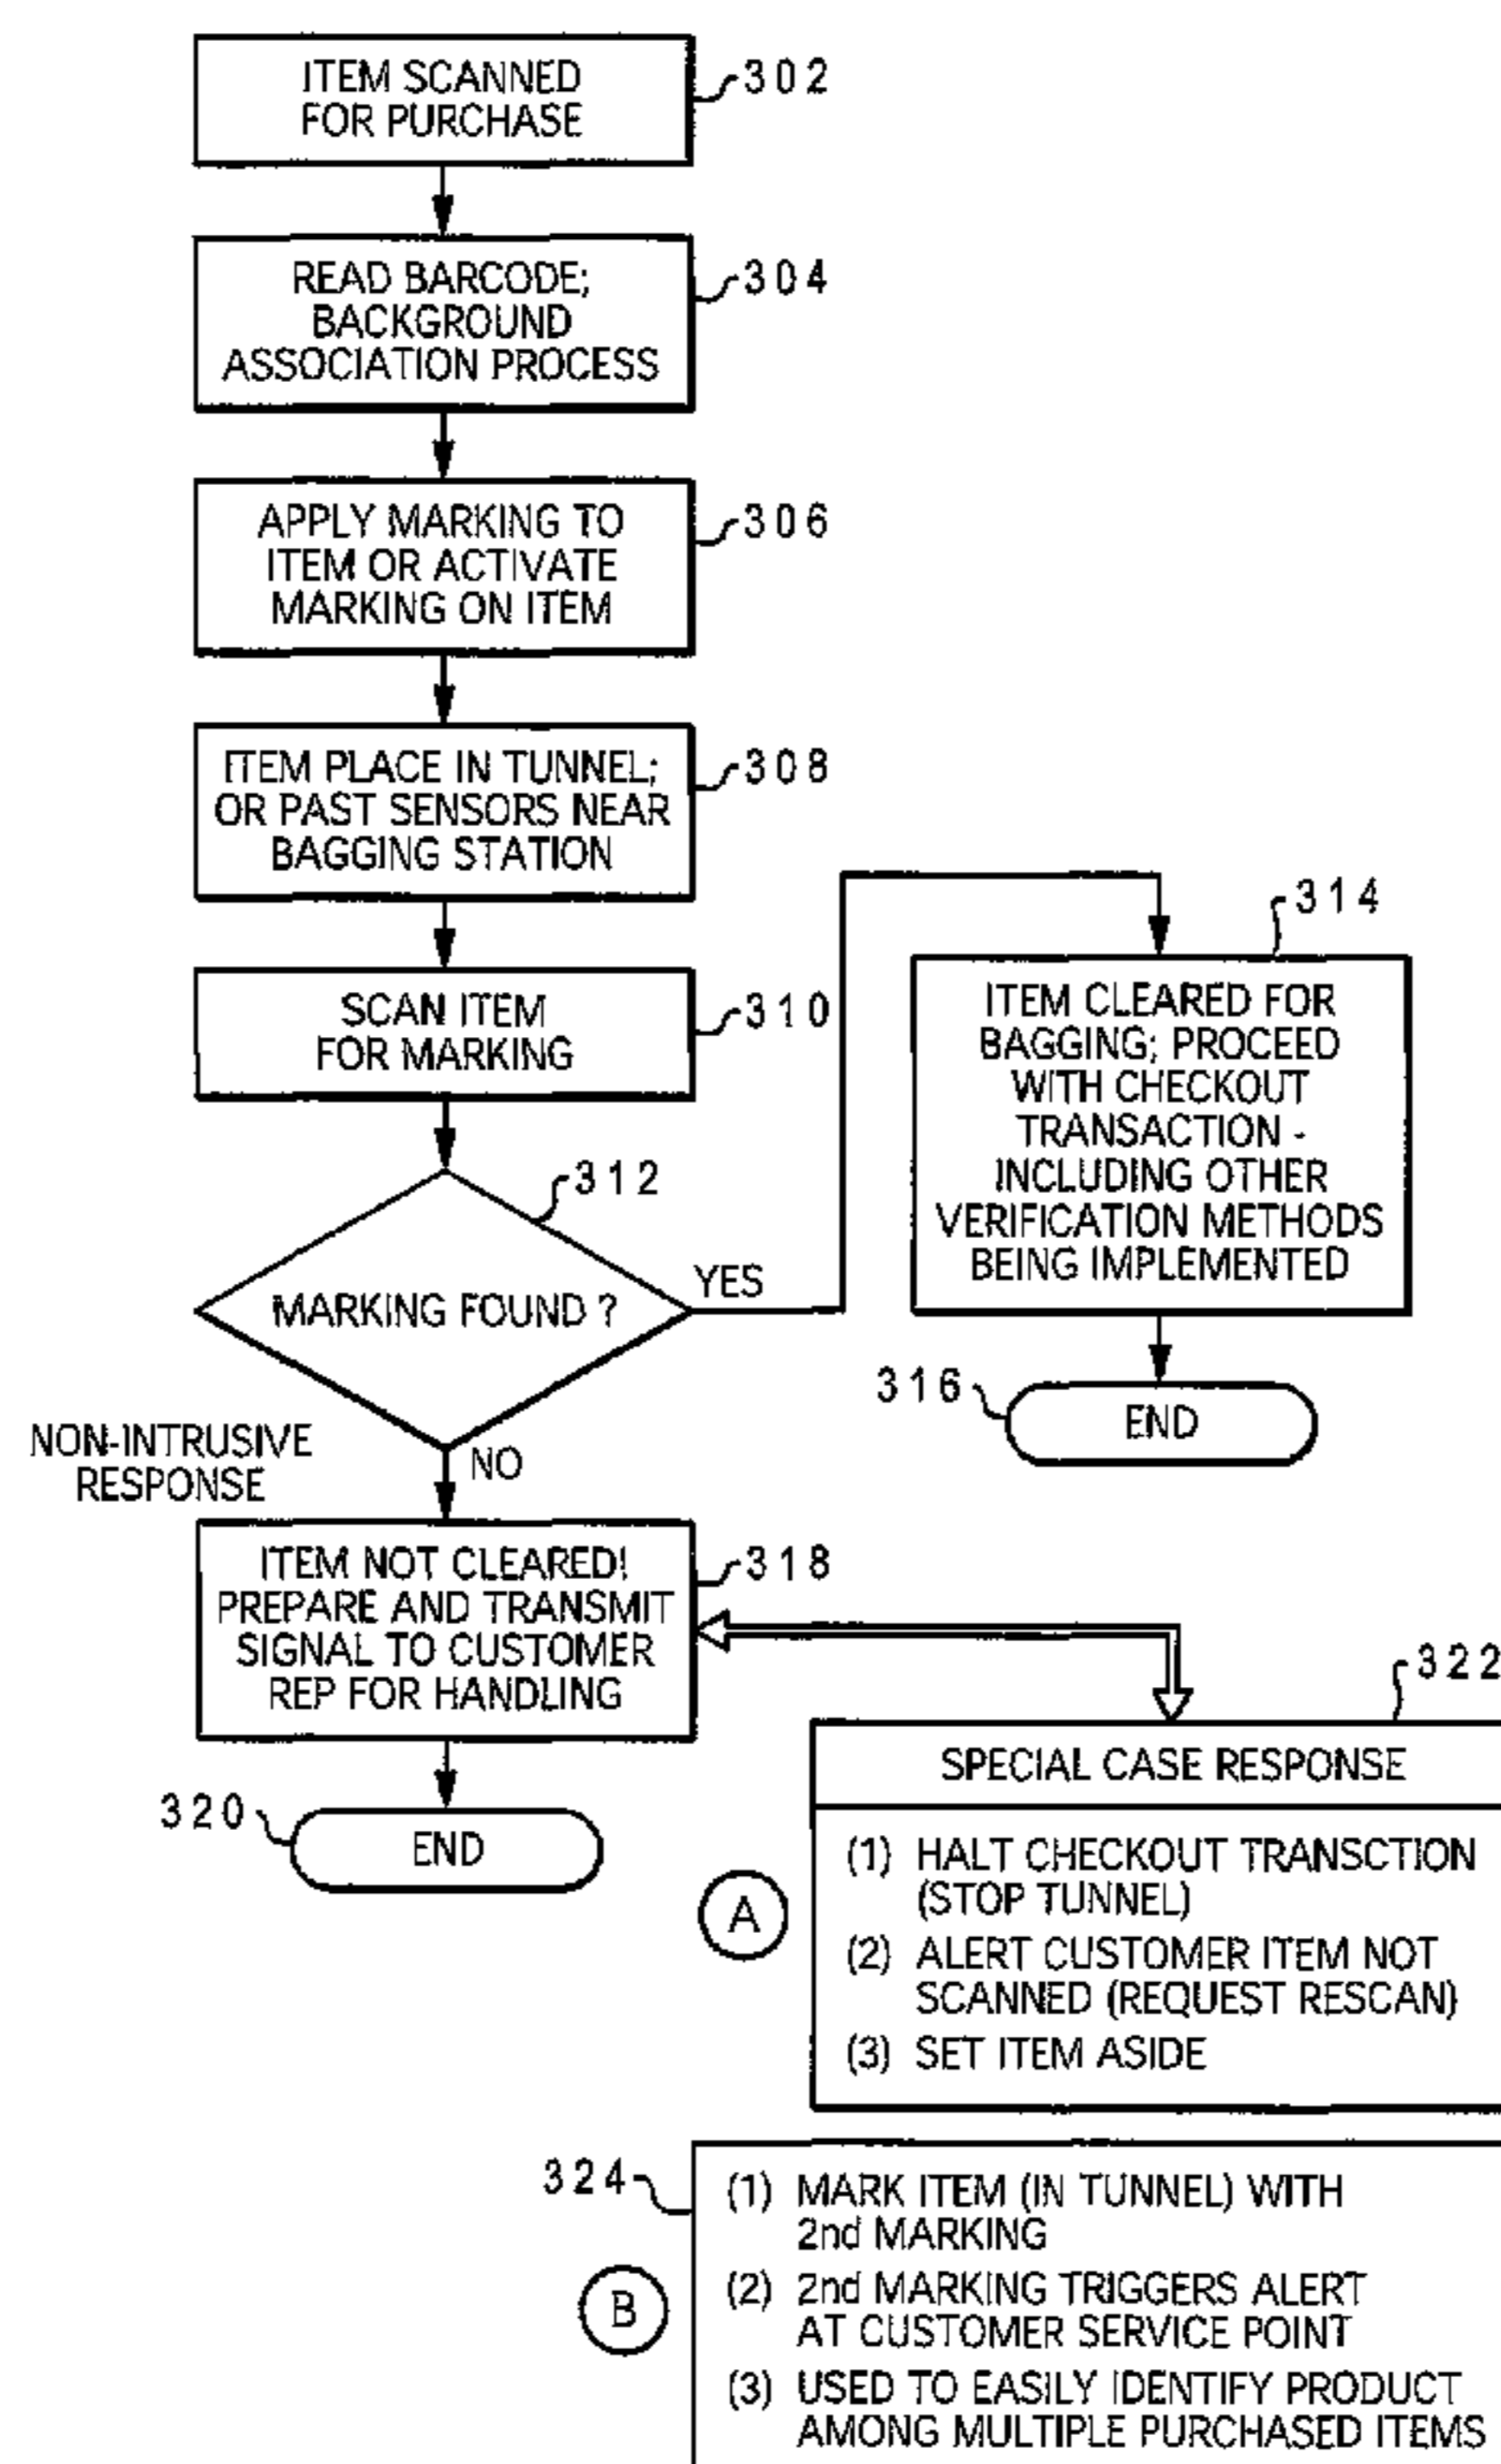 ITEM SCANNED
FOR PURCHASE
302
READ BARCODE;
BACKGROUND
ASSOCIATION PROCESS
304
APPLY MARKING TO
ITEM OR ACTIVATE
MARKING ON ITEM
306
ITEM PLACE IN TUNNEL;
OR PAST SENSORS NEAR
BAGGING STATION
308
SCAN ITEM
FOR MARKING
310
312
MARKING FOUND ?
YES
314
ITEM CLEARED FOR
BAGGING; PROCEED
WITH CHECKOUT
TRANSACTION -
INCLUDING OTHER
VERIFICATION METHODS
BEING IMPLEMENTED
316
END
NON-INTRUSIVE
RESPONSE
NO
ITEM NOT CLEARED!
PREPARE AND TRANSMIT
SIGNAL TO CUSTOMER
REP FOR HANDLING
318
320
END
322
SPECIAL CASE RESPONSE
A
(1) HALT CHECKOUT TRANSCTION
(STOP TUNNEL)
(2) ALERT CUSTOMER ITEM NOT
SCANNED (REQUEST RESCAN)
(3) SET ITEM ASIDE
324
B
(1) MARK ITEM (IN TUNNEL) WITH
2nd MARKING
(2) 2nd MARKING TRIGGERS ALERT
AT CUSTOMER SERVICE POINT
(3) USED TO EASILY IDENTIFY PRODUCT
AMONG MULTIPLE PURCHASED ITEMS